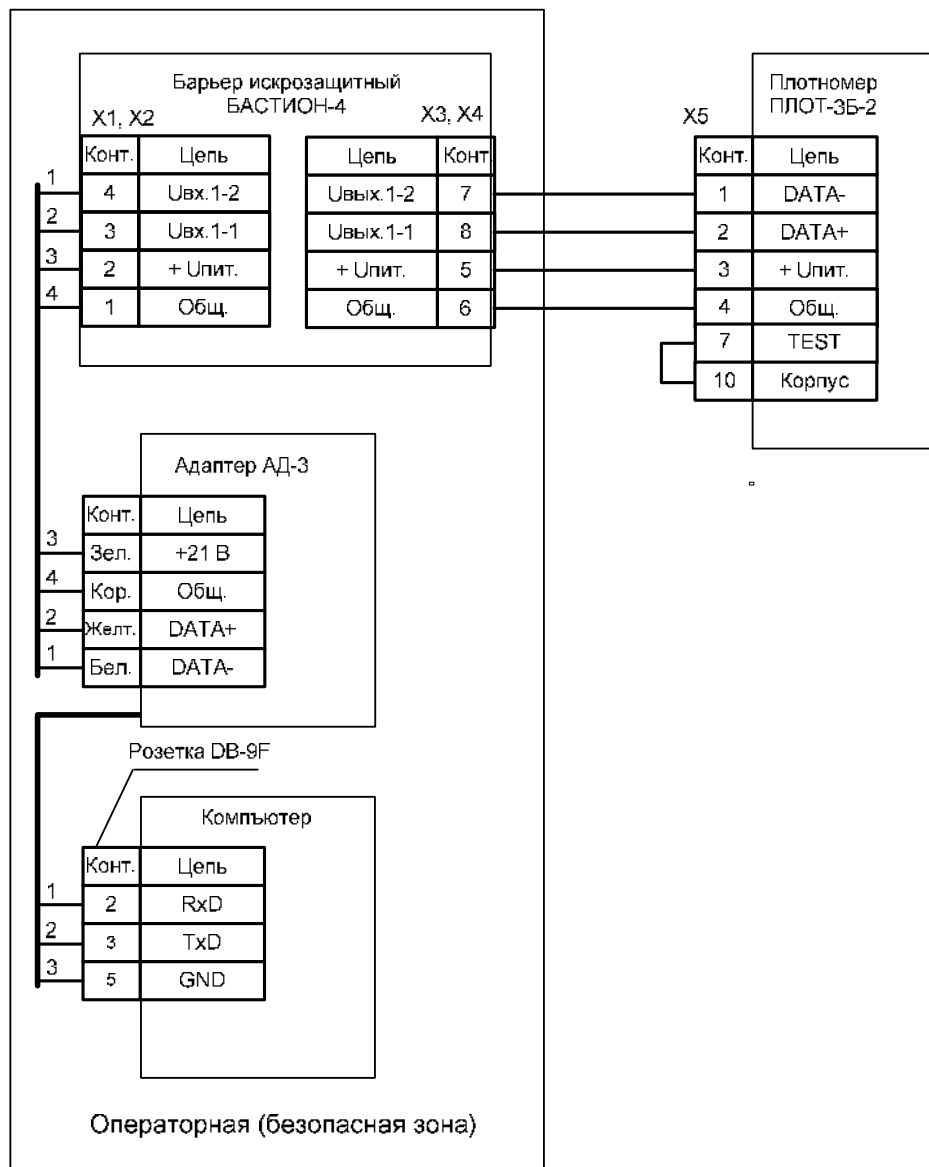 Барьер искрозащитный
БАСТИОН-4
X1, X2
X3, X4
Конт. Цепь
1 4 Uвх.1-2
2 3 Uвх.1-1
3 2 + Uпит.
4 1 Общ.
Цепь Конт.
Uвых.1-2 7
Uвых.1-1 8
+ Uпит. 5
Общ. 6
Плотномер
ПЛОТ-3Б-2
X5
Конт. Цепь
1 DATA-
2 DATA+
3 + Uпит.
4 Общ.
7 TEST
10 Корпус
Адаптер АД-3
Конт. Цепь
3 Зел. +21 В
4 Кор. Общ.
2 Желт. DATA+
1 Бел. DATA-
Розетка DB-9F
Компъютер
Конт. Цепь
1 2 RxD
2 3 TxD
3 5 GND
Операторная (безопасная зона)